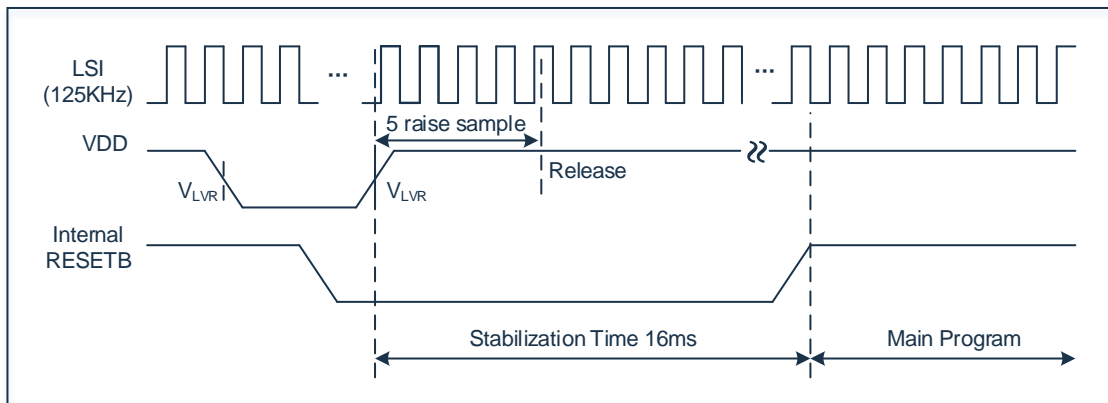 LSI
(125KHz)
...
...
5 raise sample
VDD
Release
VLVR
VLVR
Internal
RESETB
Stabilization Time 16ms
Main Program